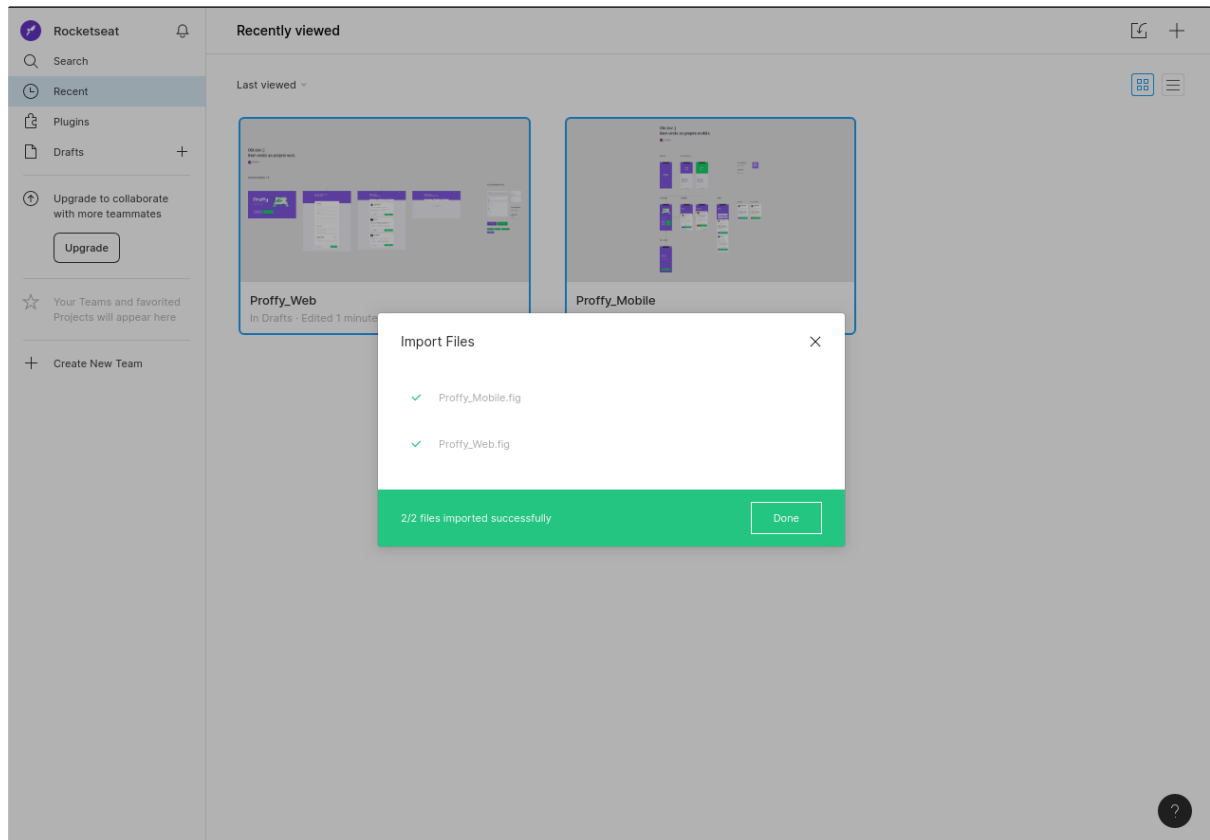 Rocketseat
Search
Recent
Plugins
Drafts
Upgrade to collaborate
with more teammates
Upgrade
Your Teams and favorited
Projects will appear here
Create New Team
Recently viewed
Last viewed
Proffy_Web
In Drafts · Edited 1 minute
Proffy_Mobile
Import Files
Proffy_Mobile.fig
Proffy_Web.fig
2/2 files imported successfully
Done
?